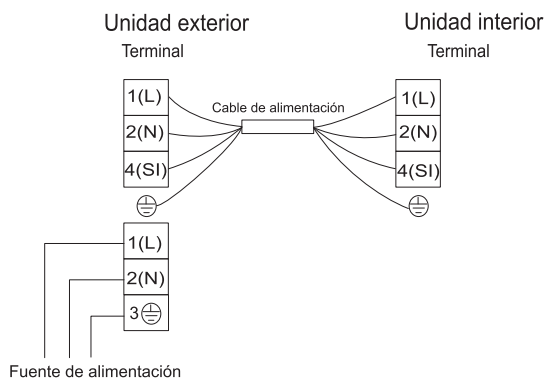 Unidad exterior
Terminal
Unidad interior
Terminal
1(L)
2(N)
4(SI)
Cable de alimentación
1(L)
2(N)
4(SI)
1(L)
2(N)
3
Fuente de alimentación